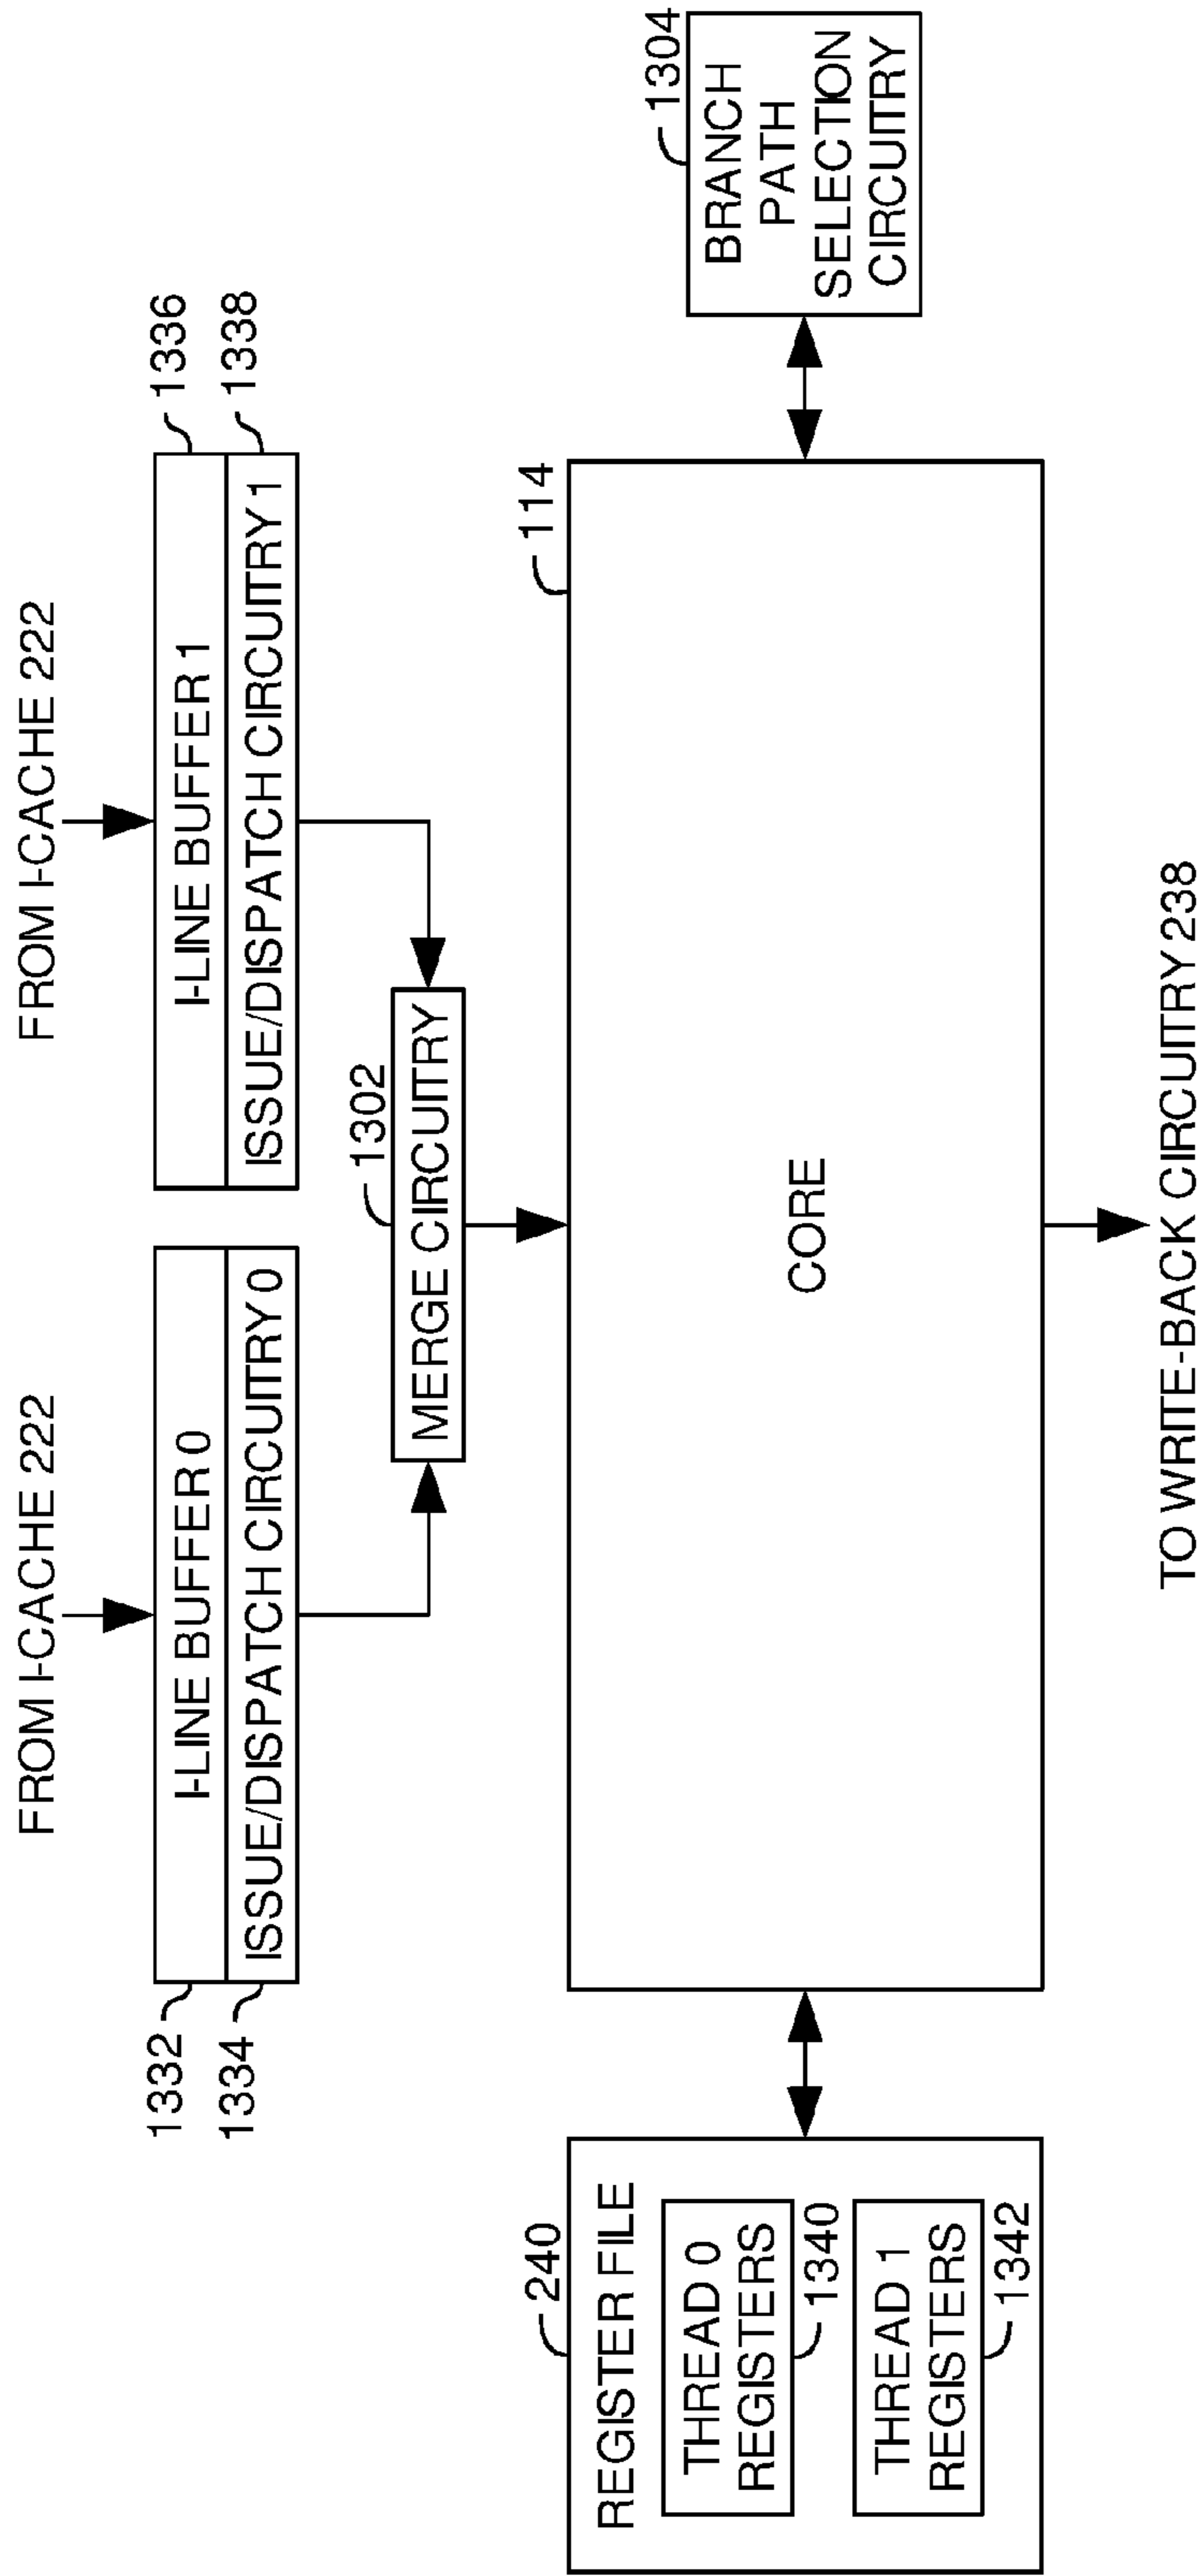 FROM I-CACHE 222
FROM I-CACHE 222
1332
I-LINE BUFFER 0
1334
ISSUE/DISPATCH CIRCUITRY 0
I-LINE BUFFER 1
1336
ISSUE/DISPATCH CIRCUITRY 1
1338
1302
MERGE CIRCUITRY
240
REGISTER FILE
THREAD 0
REGISTERS
1340
THREAD 1
REGISTERS
1342
114
CORE
1304
BRANCH
PATH
SELECTION
CIRCUITRY
TO WRITE-BACK CIRCUITRY 238